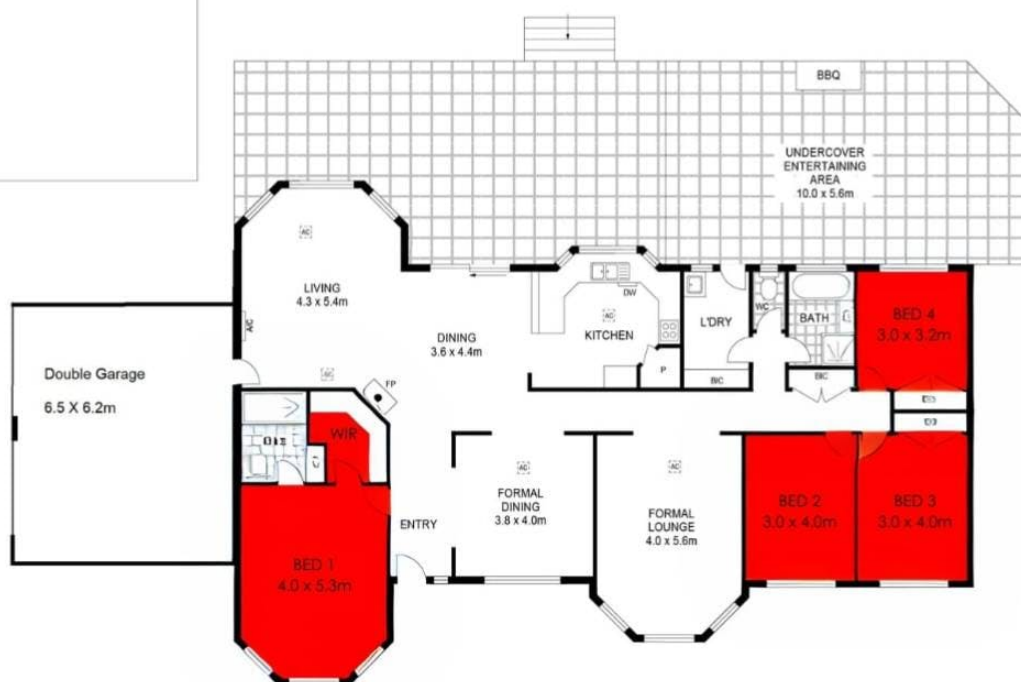 BBQ
UNDERCOVER
ENTERTAINING
AREA
10.0 x 5.6m
AC
LIVING
4.3 x 5.4m
A/C
AC
DINING
3.6 x 4.4m
DW
AC
KITCHEN
P
L'DRY
BIC
WC
BATH
BIC
BED 4
3.0 x 3.2m
Double Garage
6.5 X 6.2m
FP
WIR
ENTRY
AC
FORMAL
DINING
3.8 x 4.0m
AC
FORMAL
LOUNGE
4.0 x 5.6m
BED 2
3.0 x 4.0m
BED 3
3.0 x 4.0m
BED 1
4.0 x 5.3m